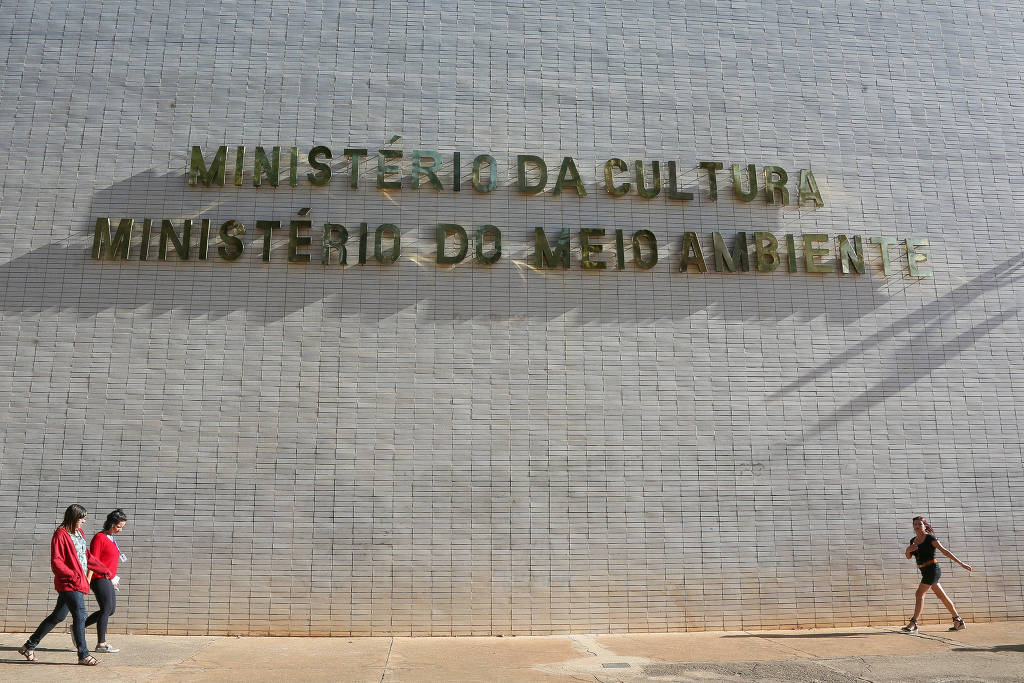 MINISTÉRIO DA CULTURA
MINISTÉRIO DO MEIO AMBIENTE